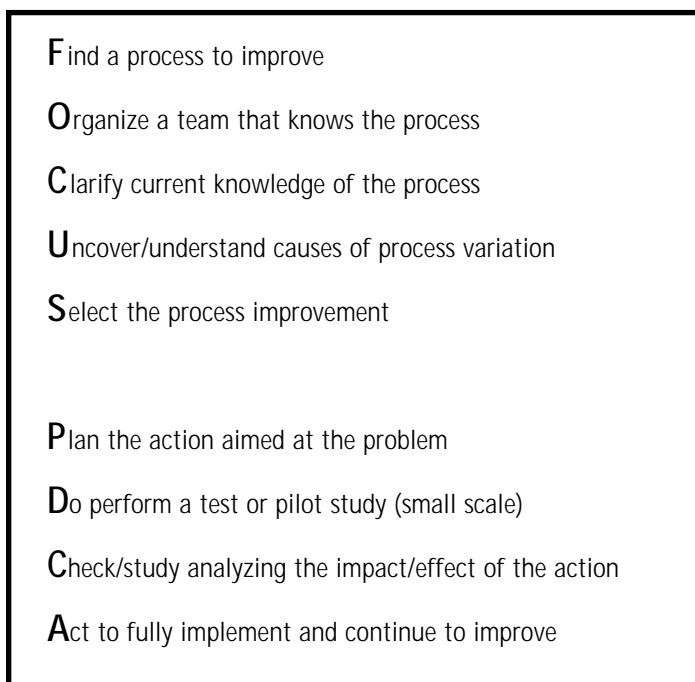 Find a process to improve
Organize a team that knows the process
Clarify current knowledge of the process
Uncover/understand causes of process variation
Select the process improvement
Plan the action aimed at the problem
Do perform a test or pilot study (small scale)
Check/study analyzing the impact/effect of the action
Act to fully implement and continue to improve